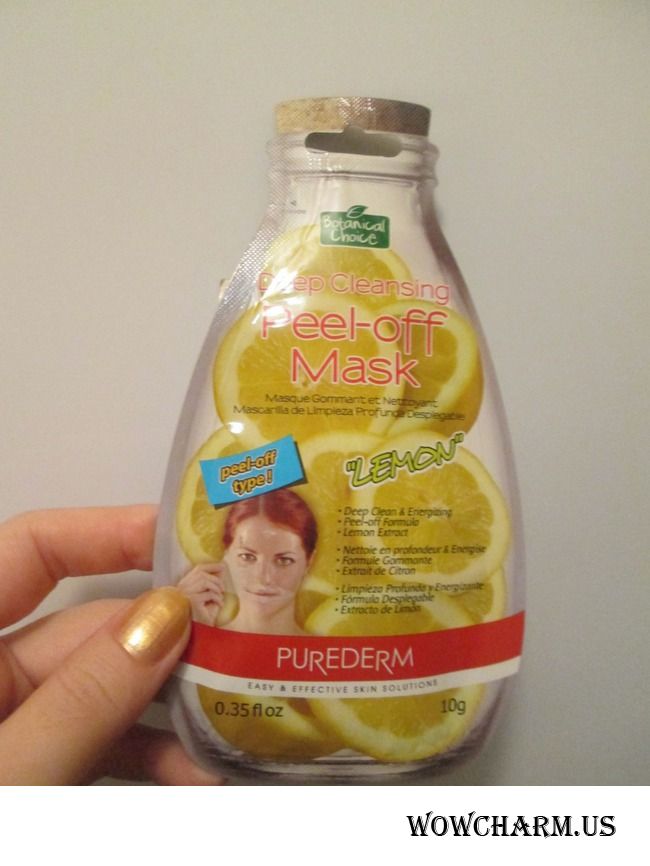 Botanical
Choice
Deep Cleansing
Peel-off
Mask
Masque Gommant et Nettoyant
Mascarilla de Limpieza Profunda Desplegable
peel-off
type!
"LEMON"
• Deep Clean & Energizing
• Peel-off Formula
• Lemon Extract
• Nettoie en profondeur & Energise
• Formule Gommante
• Extrait de Citron
• Limpieza Profunda y Energizante
• Fórmula Desplegable
• Extracto de Limón
PUREDERM
EASY & EFFECTIVE SKIN SOLUTIONS
0.35 fl oz 10g
WOWCHARM.US